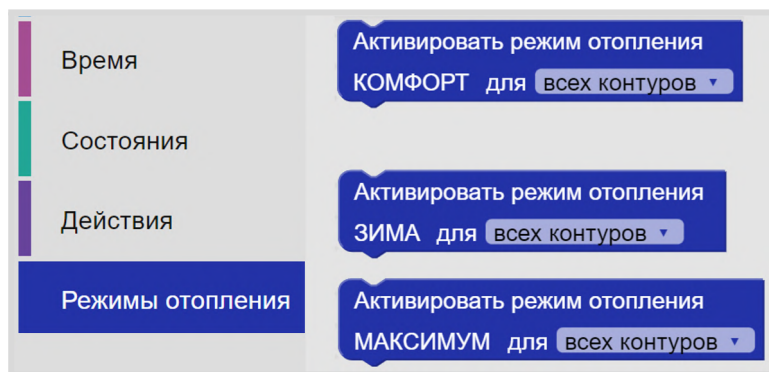 Время
Состояния
Действия
Режимы отопления
Активировать режим отопления
КОМФОРТ для всех контуров
Активировать режим отопления
ЗИМА для всех контуров
Активировать режим отопления
МАКСИМУМ для всех контуров